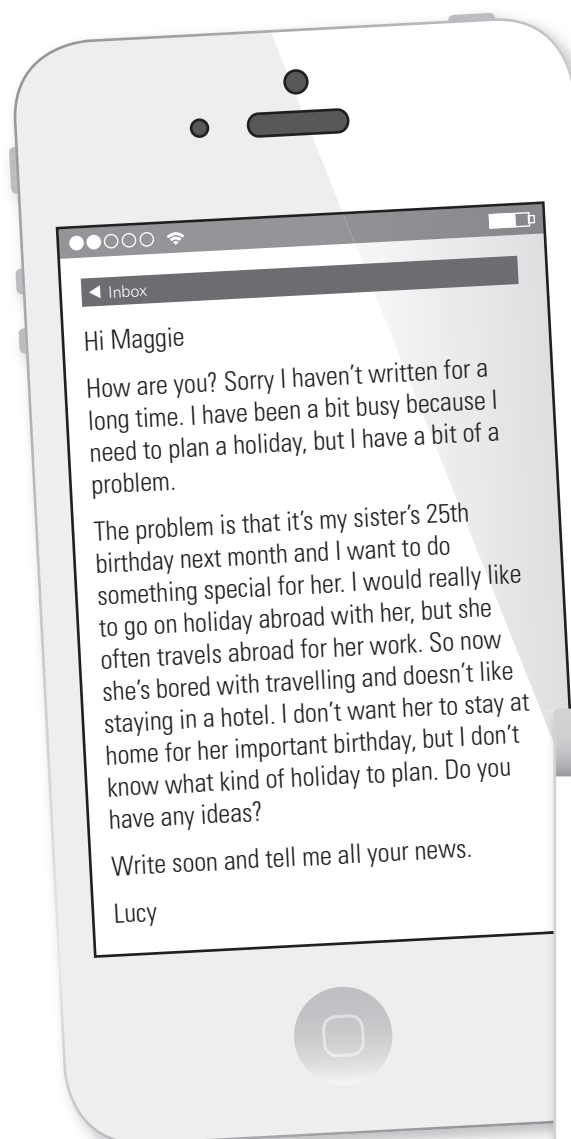 Inbox
Hi Maggie
How are you? Sorry I haven't written for a
long time. I have been a bit busy because I
need to plan a holiday, but I have a bit of a
problem.
The problem is that it's my sister's 25th
birthday next month and I want to do
something special for her. I would really like
to go on holiday abroad with her, but she
often travels abroad for her work. So now
she's bored with travelling and doesn't like
staying in a hotel. I don't want her to stay at
home for her important birthday, but I don't
know what kind of holiday to plan. Do you
have any ideas?
Write soon and tell me all your news.
Lucy